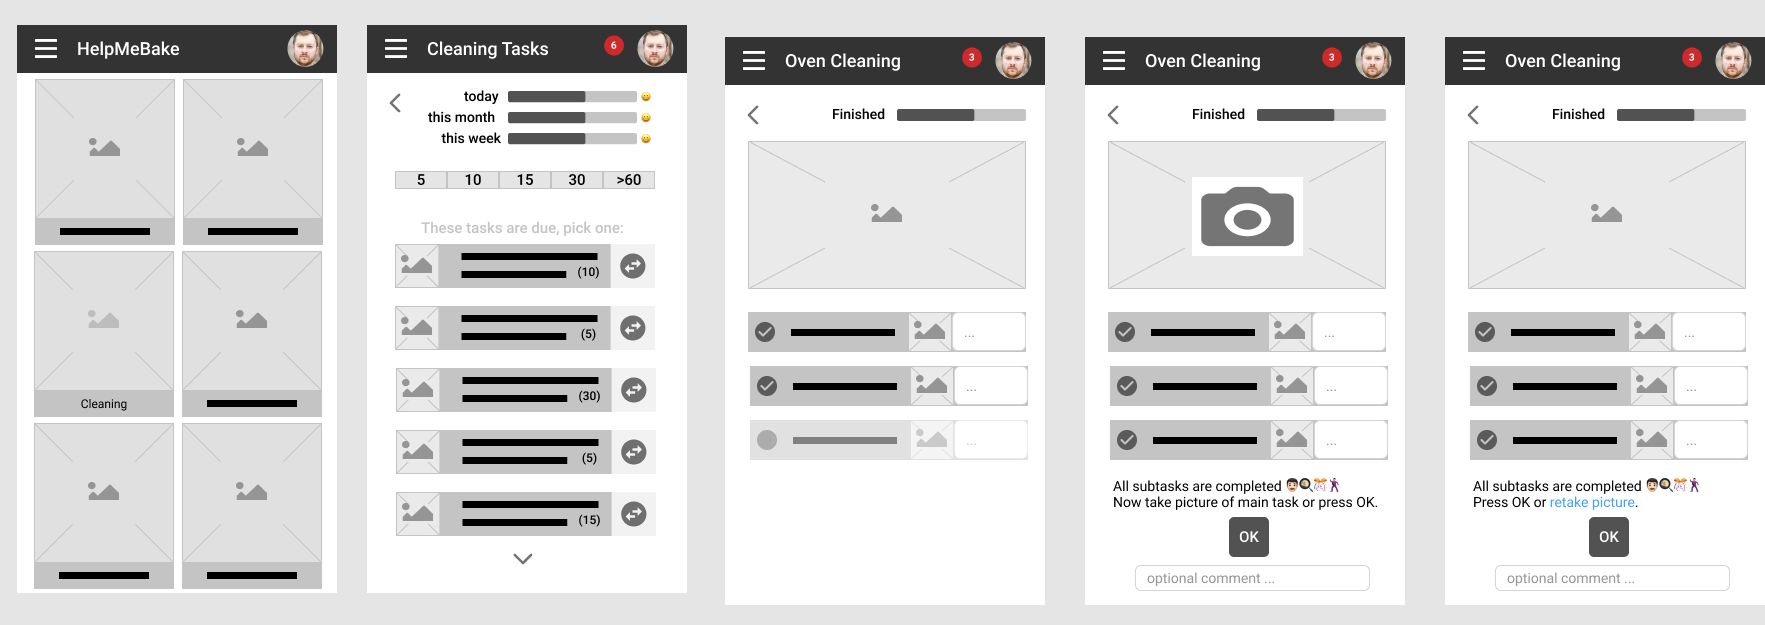 HelpMeBake
Cleaning
Cleaning Tasks
6
today
this month
this week
5 10 15 30 >60
These tasks are due, pick one:
(10)
(5)
(30)
(5)
(15)
Oven Cleaning
3
Finished
...
...
...
Oven Cleaning
3
Finished
...
...
...
All subtasks are completed 👨🏻🍳🎊🕺
Now take picture of main task or press OK.
OK
optional comment ...
Oven Cleaning
3
Finished
...
...
...
All subtasks are completed 👨🏻🍳🎊🕺
Press OK or retake picture.
OK
optional comment ...